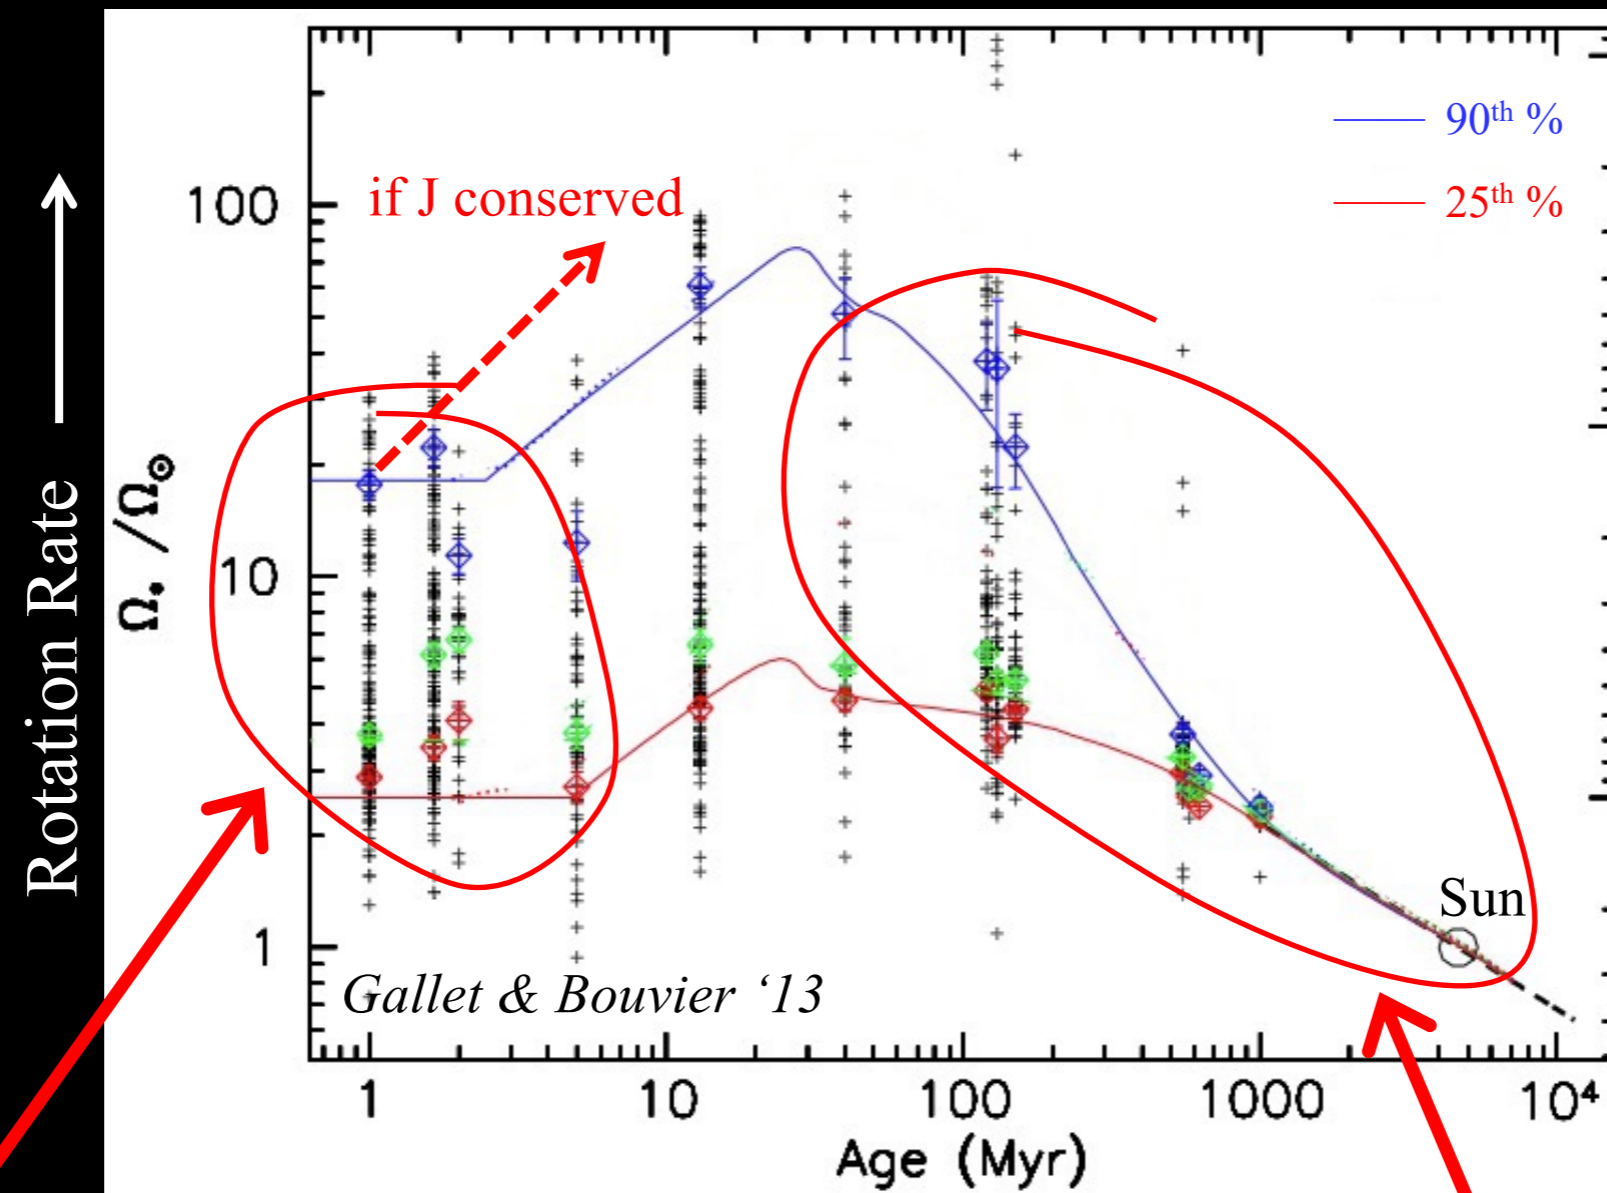 90th %
25th %
if J conserved
100
10
1
Rotation Rate
Ω* /Ω☉
Sun
Gallet & Bouvier ‘13
1 10 100 1000 10⁴
Age (Myr)